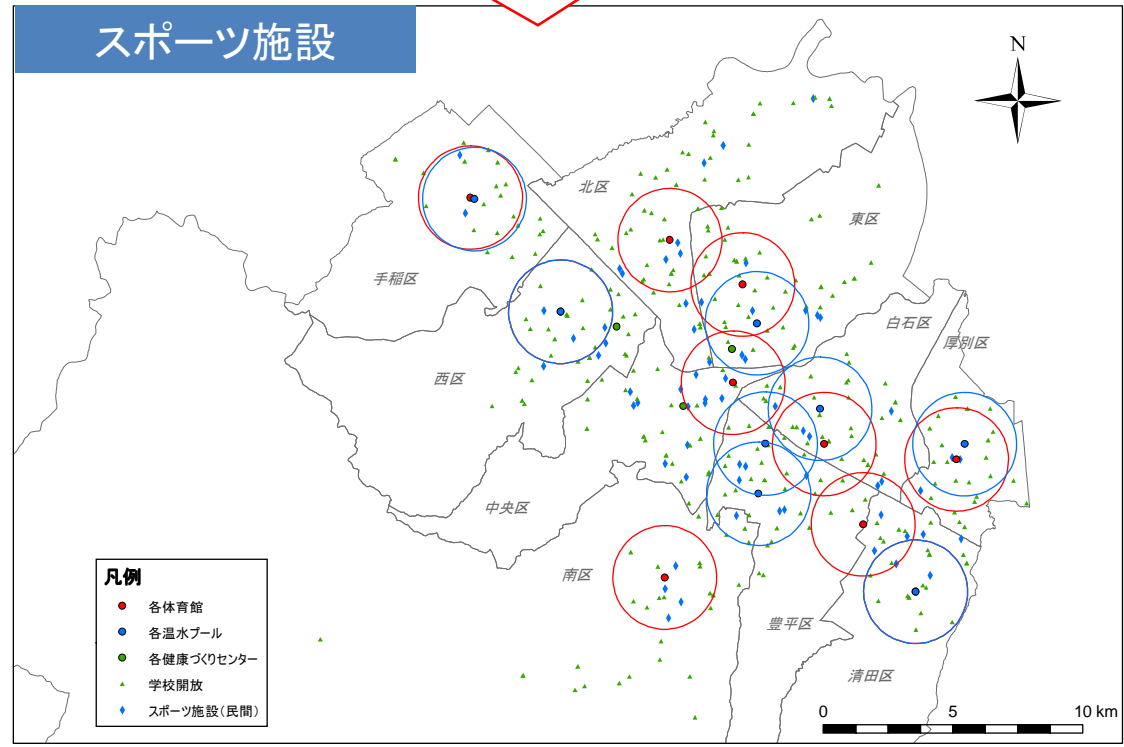 スポーツ施設
N
北区
東区
手稲区
白石区
厚別区
西区
中央区
南区
豊平区
清田区
凡例
各体育館
各温水プール
各健康づくりセンター
学校開放
スポーツ施設(民間)
0 5 10 km